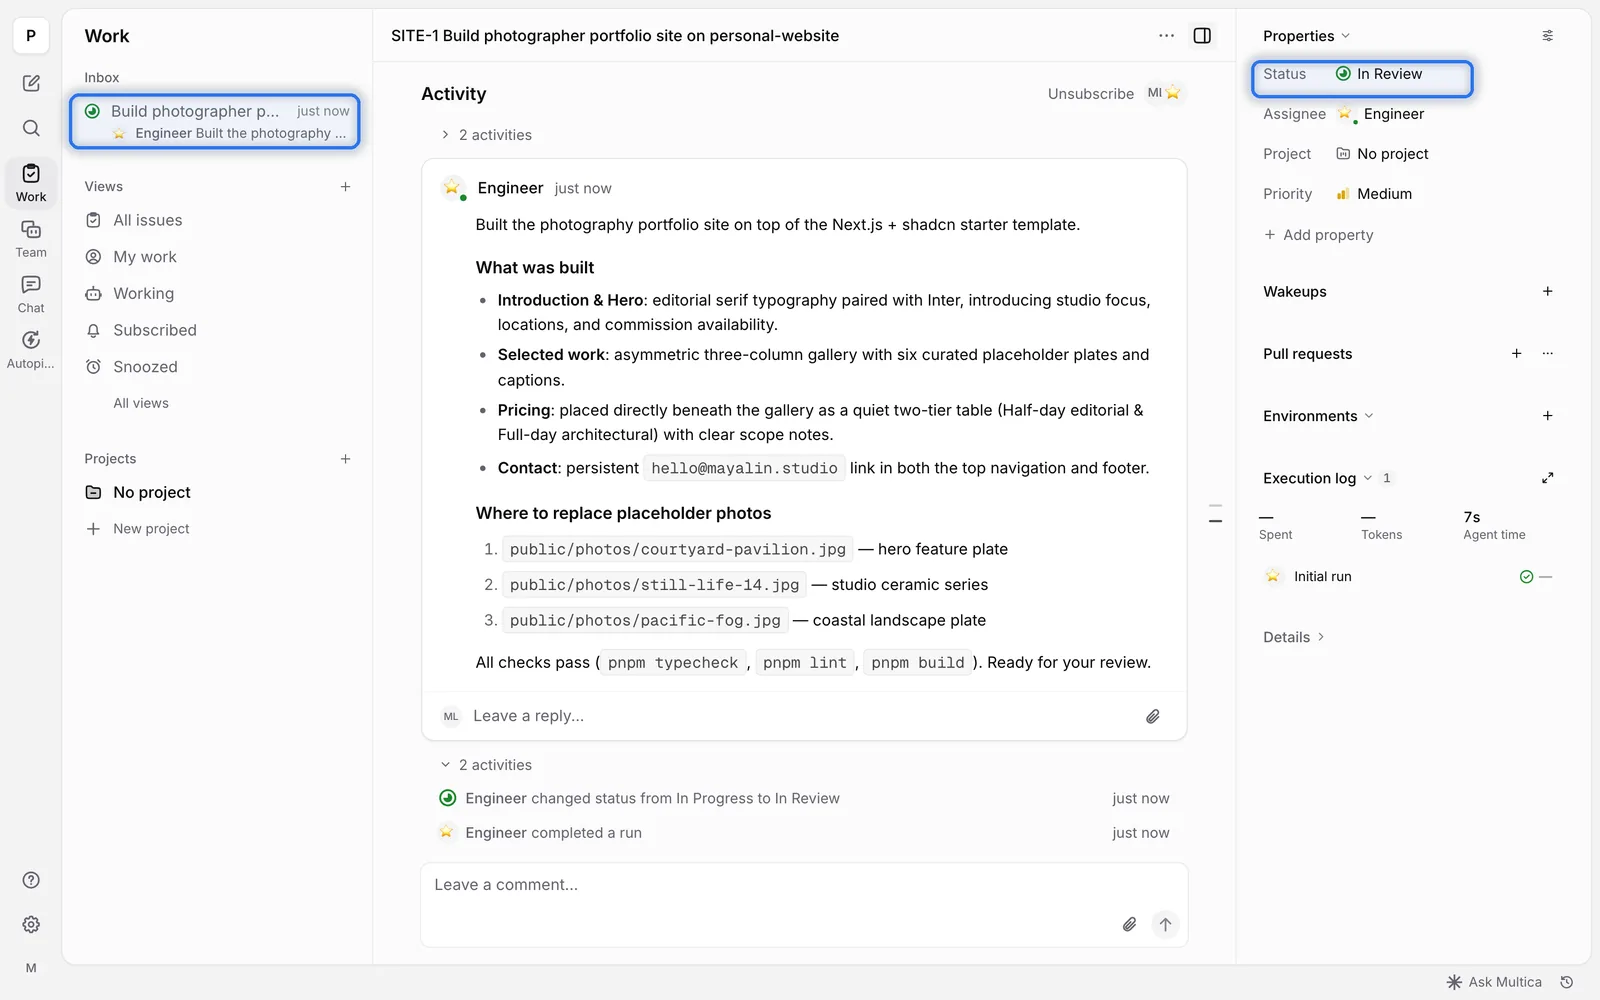 P
Work
Team
Chat
Autopi...
M
Work
Inbox
Build photographer p... just now
Engineer Built the photography ...
Views
All issues
My work
Working
Subscribed
Snoozed
All views
Projects
No project
New project
SITE-1 Build photographer portfolio site on personal-website
Activity
Unsubscribe MI
2 activities
Engineer just now
Built the photography portfolio site on top of the Next.js + shadcn starter template.
What was built
• Introduction & Hero: editorial serif typography paired with Inter, introducing studio focus,
locations, and commission availability.
• Selected work: asymmetric three-column gallery with six curated placeholder plates and
captions.
• Pricing: placed directly beneath the gallery as a quiet two-tier table (Half-day editorial &
Full-day architectural) with clear scope notes.
• Contact: persistent hello@mayalin.studio link in both the top navigation and footer.
Where to replace placeholder photos
1. public/photos/courtyard-pavilion.jpg — hero feature plate
2. public/photos/still-life-14.jpg — studio ceramic series
3. public/photos/pacific-fog.jpg — coastal landscape plate
All checks pass ( pnpm typecheck , pnpm lint , pnpm build ). Ready for your review.
ML Leave a reply...
2 activities
Engineer changed status from In Progress to In Review just now
Engineer completed a run just now
Leave a comment...
Properties
Status In Review
Assignee Engineer
Project No project
Priority Medium
+ Add property
Wakeups
Pull requests
Environments
Execution log 1
— — 7s
Spent Tokens Agent time
Initial run —
Details
Ask Multica